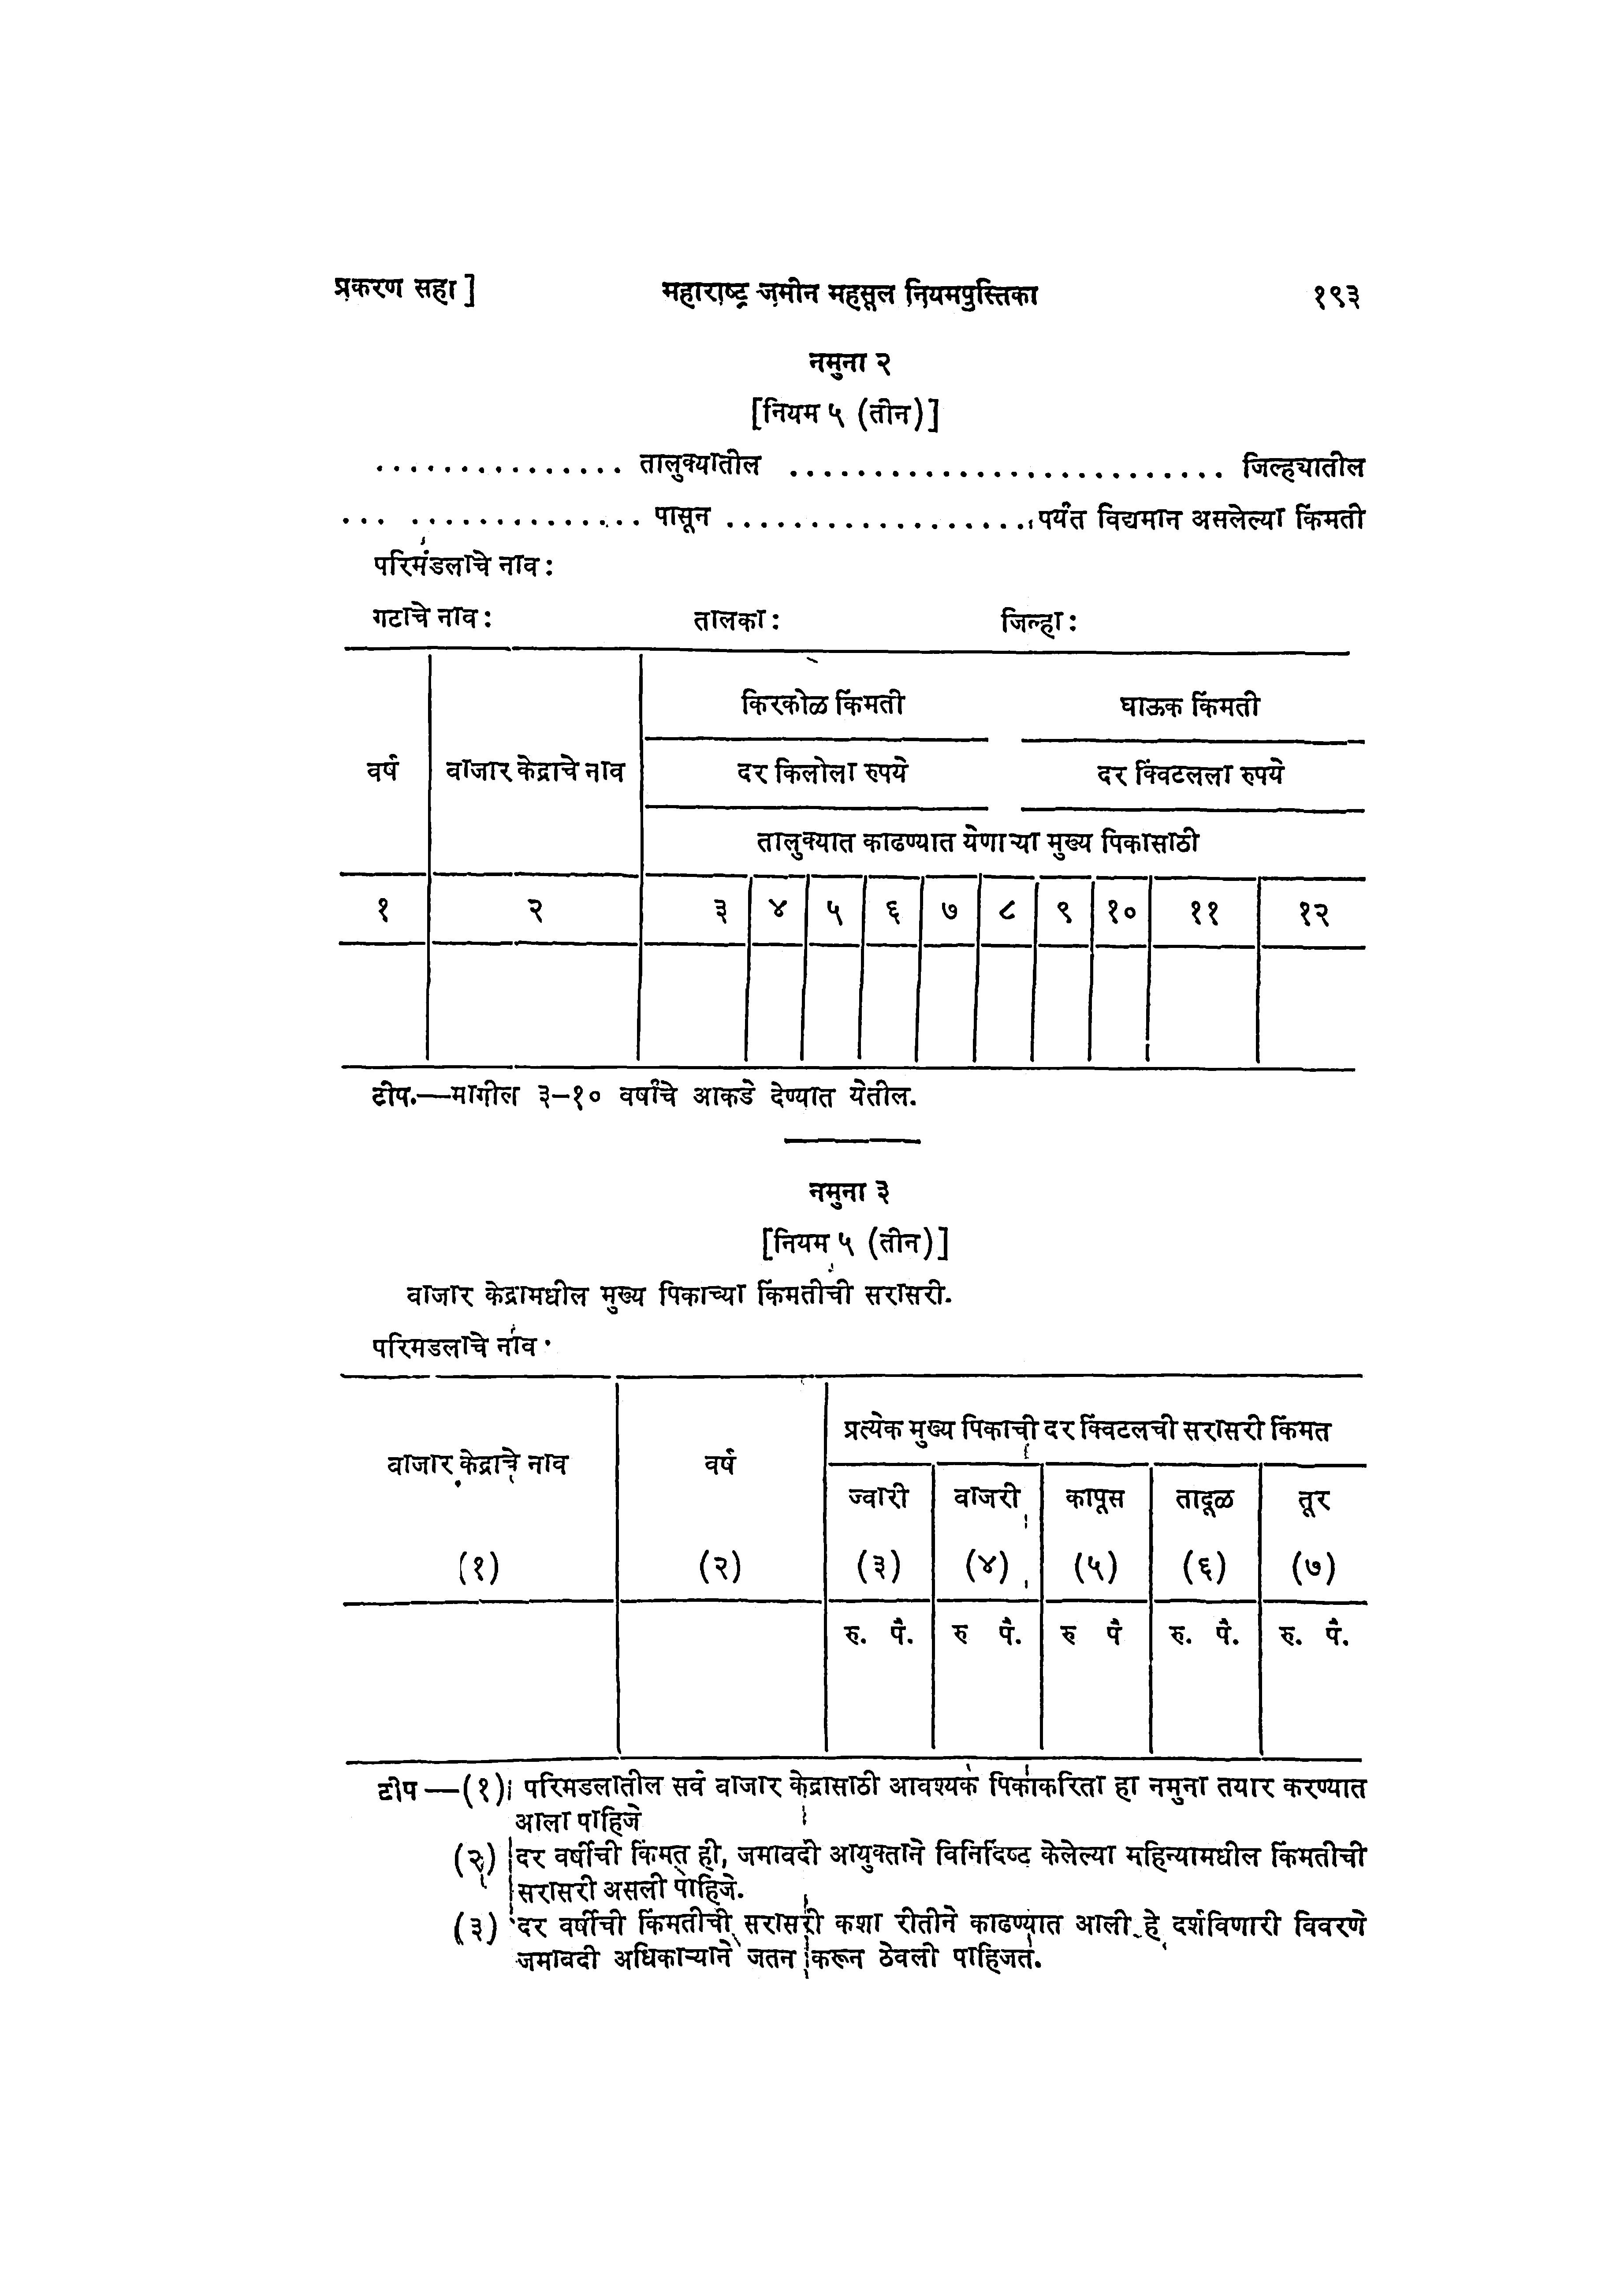 प्रकरण सहा]
महाराष्ट्र जमीन महसूल नियमपुस्तिका
१९३
नमुना २
[नियम ५ (तीन)]
............... तालुक्यातील .......................... जिल्ह्यातील
... .............. पासून ................... पर्यंत विद्यमान असलेल्या किंमती
परिमंडलाचे नाव :
गटाचे नाव : तालका : जिल्हा :
किरकोळ किंमती घाऊक किंमती
वर्ष वाजार केद्राचे नाव दर किलोला रुपये दर क्विंटलला रुपये
तालुक्यात काढण्यात येणाऱ्या मुख्य पिकासाठी
१ २ ३ ४ ५ ६ ७ ८ ९ १० ११ १२
टीप.—मागील ३–१० वर्षांचे आकडे देण्यात येतील.
नमुना ३
[नियम ५ (तीन)]
वाजार केद्रामधील मुख्य पिकाच्या किंमतीची सरासरी.
परिमडलाचे नाव ·
प्रत्येक मुख्य पिकाची दर क्विंटलची सरासरी किंमत
वाजार केद्राचे नाव वर्ष
ज्वारी वाजरी कापूस तादूळ तूर
(१) (२) (३) (४) (५) (६) (७)
रु. पै. रु पै. रु पै रु. पै. रु. पै.
टीप —(१) परिमडलातील सर्व वाजार केद्रासाठी आवश्यक पिकाकरिता हा नमुना तयार करण्यात
आला पाहिजे
(२) दर वर्षीची किंमत ही, जमावदी आयुक्ताने विनिर्दिष्ट केलेल्या महिन्यामधील किंमतीची
सरासरी असली पाहिजे.
(३) दर वर्षीची किंमतीची सरासरी कशा रीतीने काढण्यात आली हे दर्शविणारी विवरणे
जमावदी अधिकाऱ्याने जतन करून ठेवली पाहिजेत.